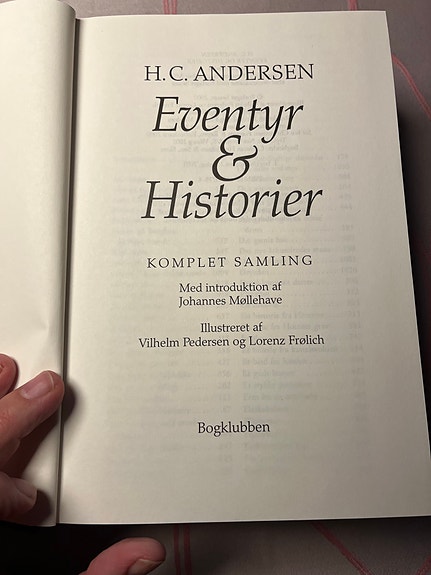 H. C. ANDERSEN
Eventyr
&
Historier
KOMPLET SAMLING
Med introduktion af
Johannes Møllehave
Illustreret af
Vilhelm Pedersen og Lorenz Frølich
Bogklubben